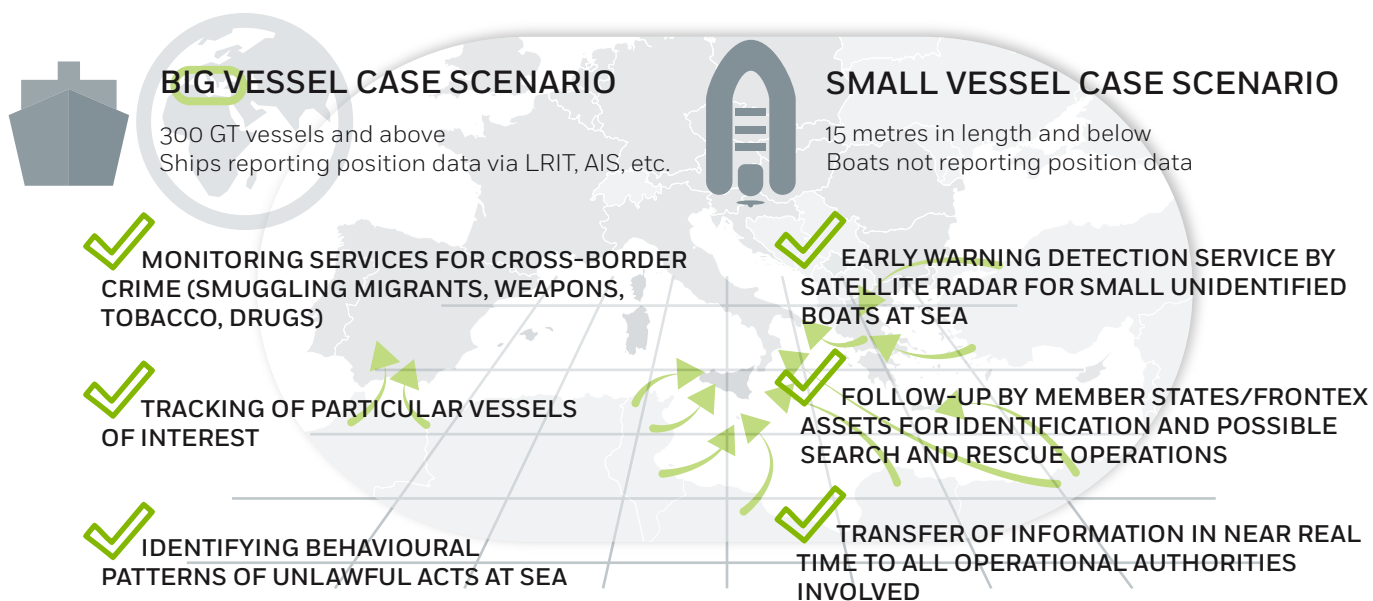 BIG VESSEL CASE SCENARIO
300 GT vessels and above
Ships reporting position data via LRIT, AIS, etc.
MONITORING SERVICES FOR CROSS-BORDER
CRIME (SMUGGLING MIGRANTS, WEAPONS,
TOBACCO, DRUGS)
TRACKING OF PARTICULAR VESSELS
OF INTEREST
IDENTIFYING BEHAVIOURAL
PATTERNS OF UNLAWFUL ACTS AT SEA
SMALL VESSEL CASE SCENARIO
15 metres in length and below
Boats not reporting position data
EARLY WARNING DETECTION SERVICE BY
SATELLITE RADAR FOR SMALL UNIDENTIFIED
BOATS AT SEA
FOLLOW-UP BY MEMBER STATES/FRONTEX
ASSETS FOR IDENTIFICATION AND POSSIBLE
SEARCH AND RESCUE OPERATIONS
TRANSFER OF INFORMATION IN NEAR REAL
TIME TO ALL OPERATIONAL AUTHORITIES
INVOLVED